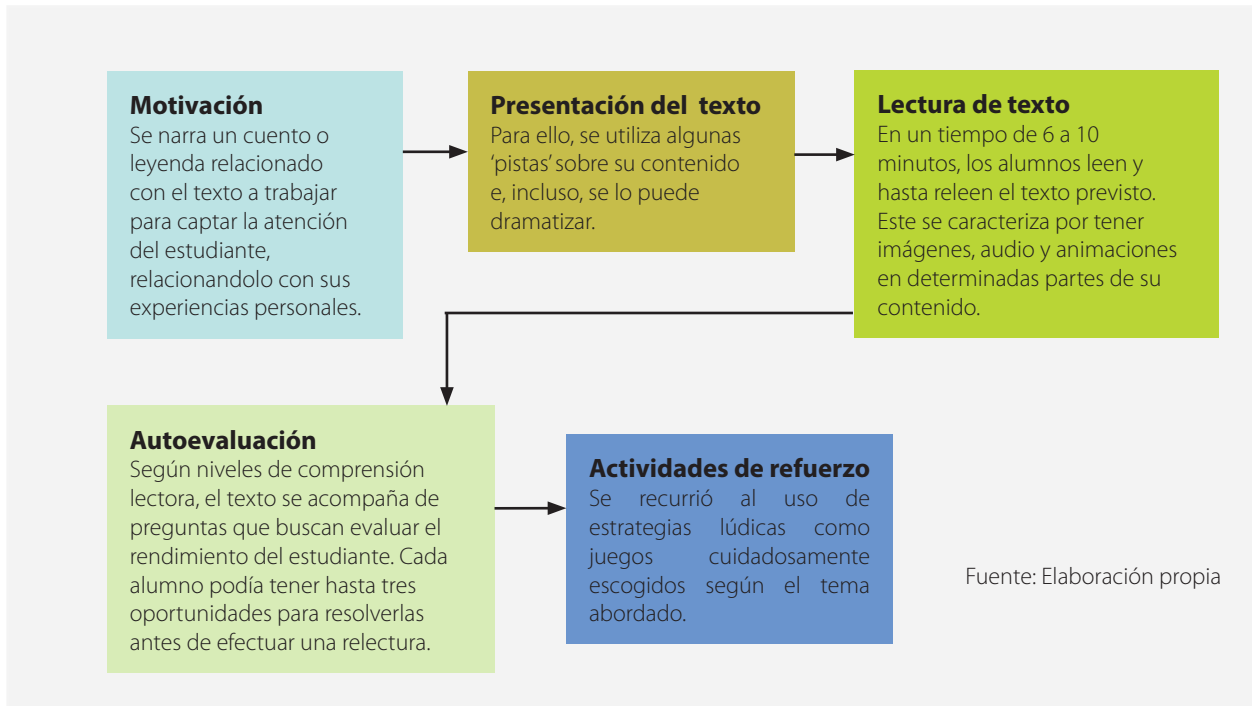 Motivación
Se narra un cuento o
leyenda relacionado
con el texto a trabajar
para captar la atención
del estudiante,
relacionandolo con sus
experiencias personales.
Presentación del texto
Para ello, se utiliza algunas
'pistas' sobre su contenido
e, incluso, se lo puede
dramatizar.
Lectura de texto
En un tiempo de 6 a 10
minutos, los alumnos leen y
hasta releen el texto previsto.
Este se caracteriza por tener
imágenes, audio y animaciones
en determinadas partes de su
contenido.
Autoevaluación
Según niveles de comprensión
lectora, el texto se acompaña de
preguntas que buscan evaluar el
rendimiento del estudiante. Cada
alumno podía tener hasta tres
oportunidades para resolverlas
antes de efectuar una relectura.
Actividades de refuerzo
Se recurrió al uso de
estrategias lúdicas como
juegos cuidadosamente
escogidos según el tema
abordado.
Fuente: Elaboración propia